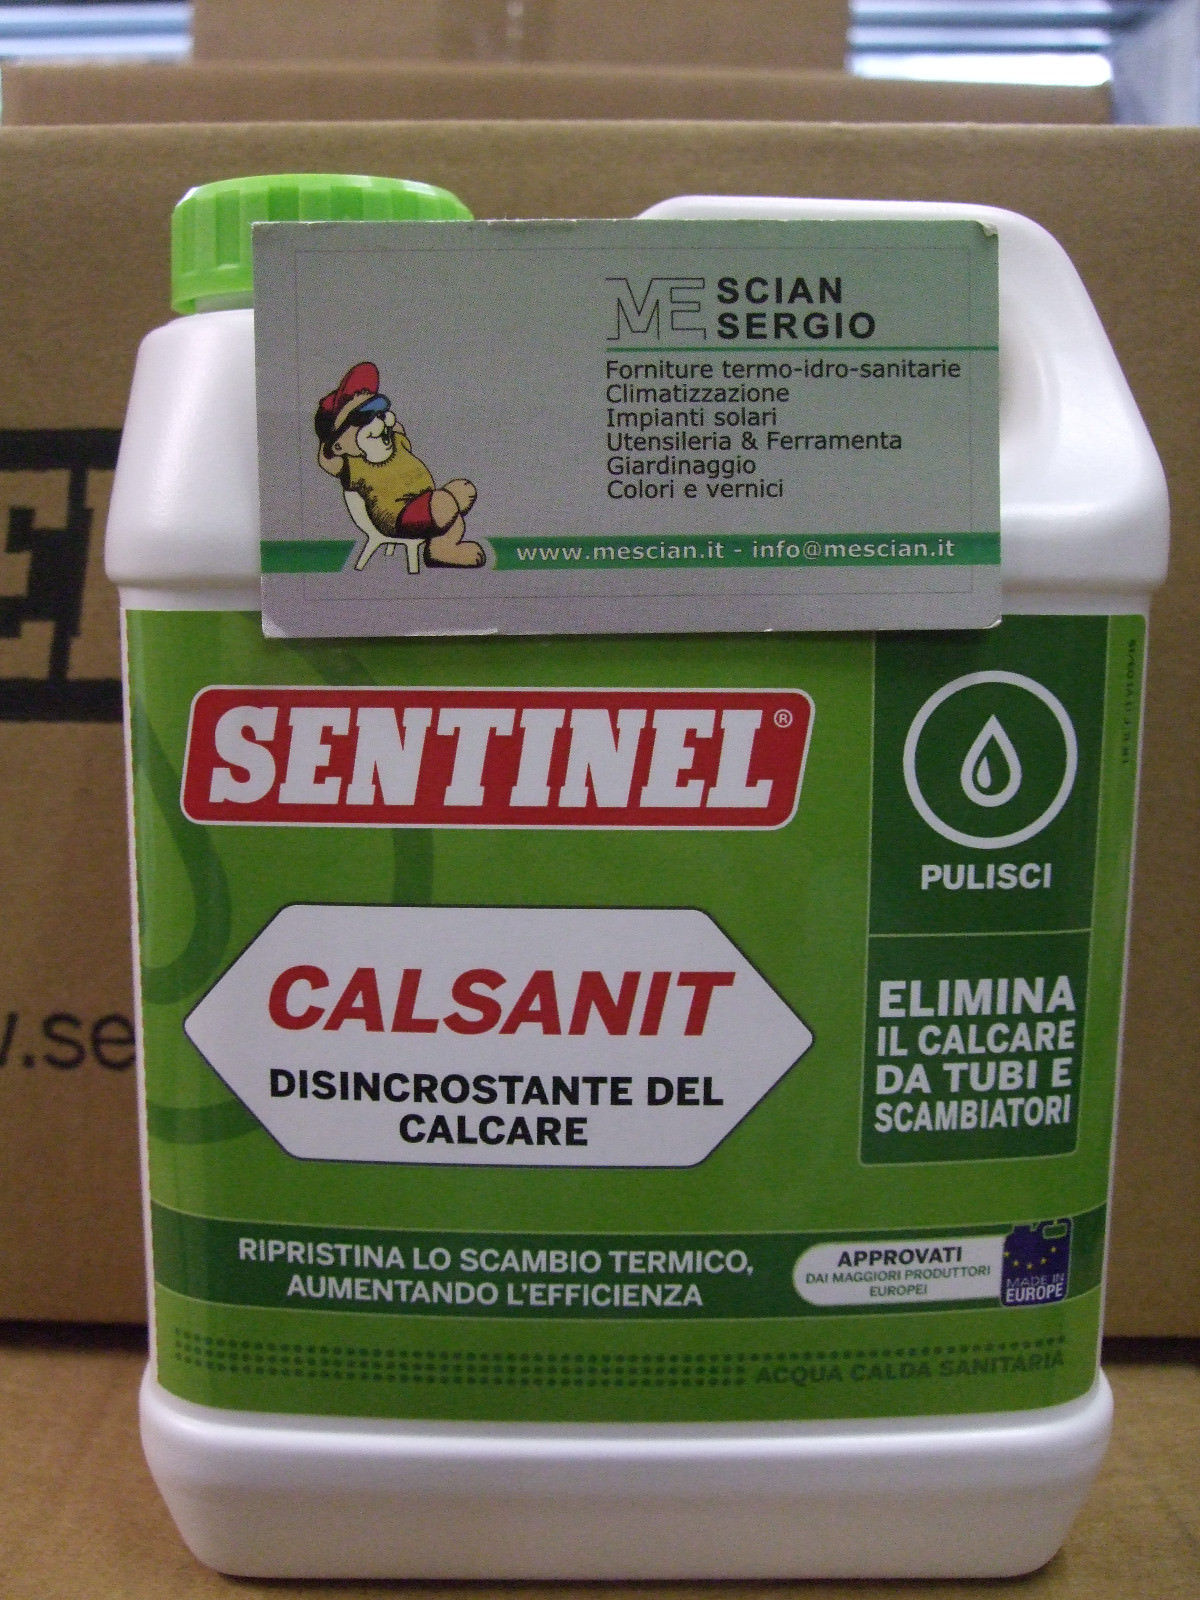 ME SCIAN
SERGIO
Forniture termo-idro-sanitarie
Climatizzazione
Impianti solari
Utensileria & Ferramenta
Giardinaggio
Colori e vernici
www.mescian.it - info@mescian.it
SENTINEL®
PULISCI
CALSANIT
DISINCROSTANTE DEL
CALCARE
ELIMINA
IL CALCARE
DA TUBI E
SCAMBIATORI
RIPRISTINA LO SCAMBIO TERMICO,
AUMENTANDO L'EFFICIENZA
APPROVATI
DAI MAGGIORI PRODUTTORI
EUROPEI
MADE IN
EUROPE
ACQUA CALDA SANITARIA